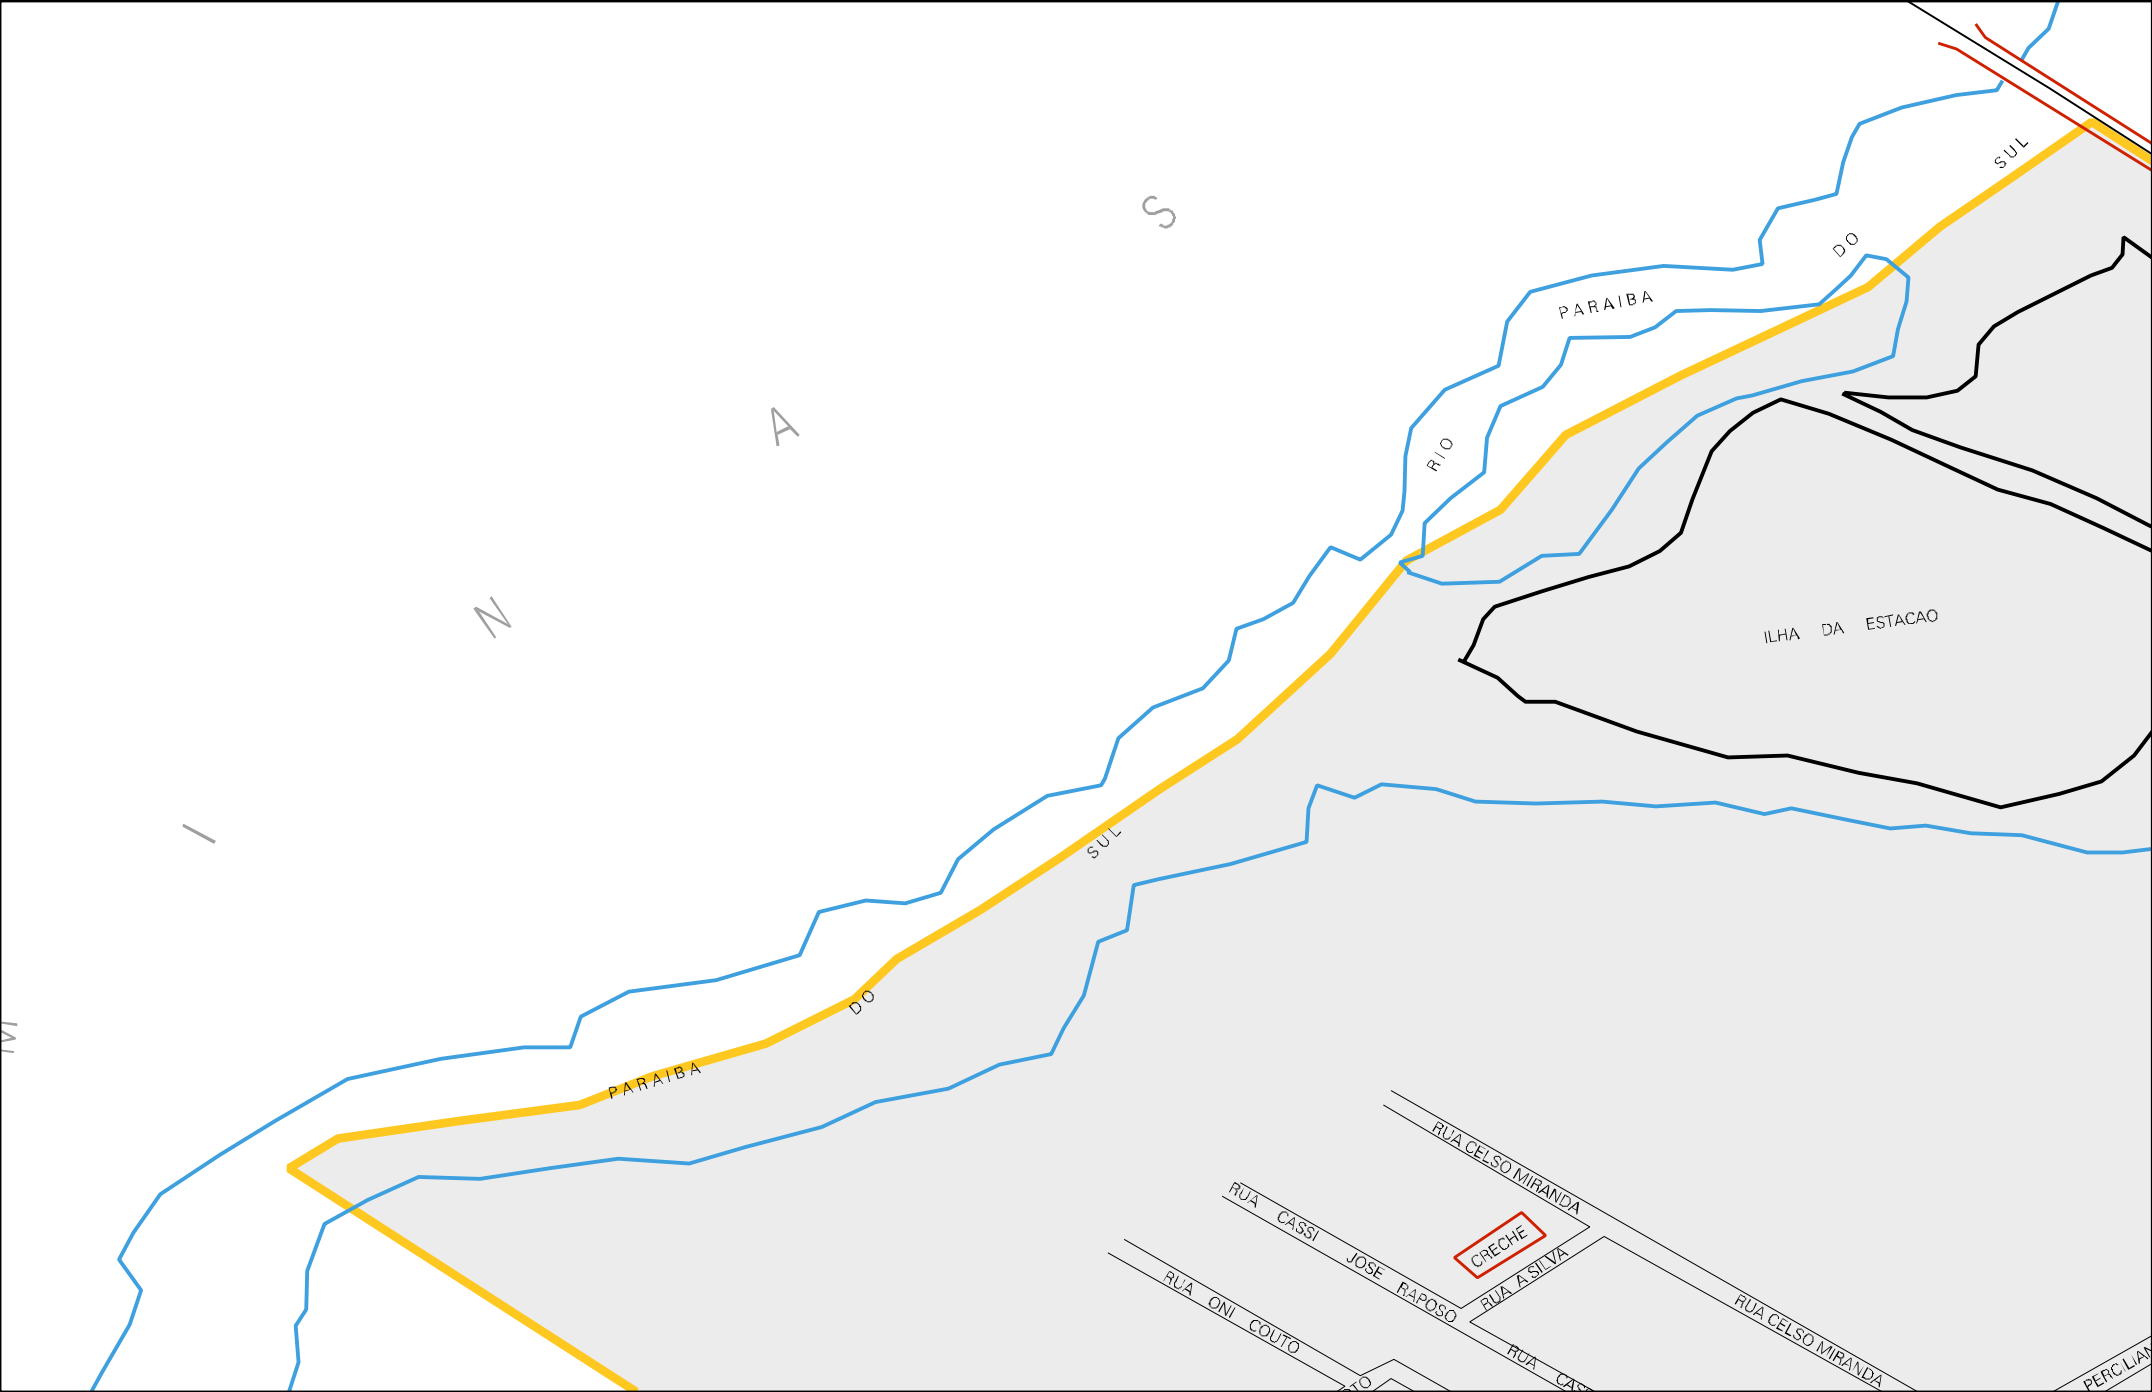 M I N A S
RIO PARAIBA DO SUL
ILHA DA ESTACAO
PARAIBA DO SUL
RUA CELSO MIRANDA
RUA CASSI JOSE RAPOSO
CRECHE
RUA A SILVA
RUA ONI COUTO
RUA CELSO MIRANDA
RUA